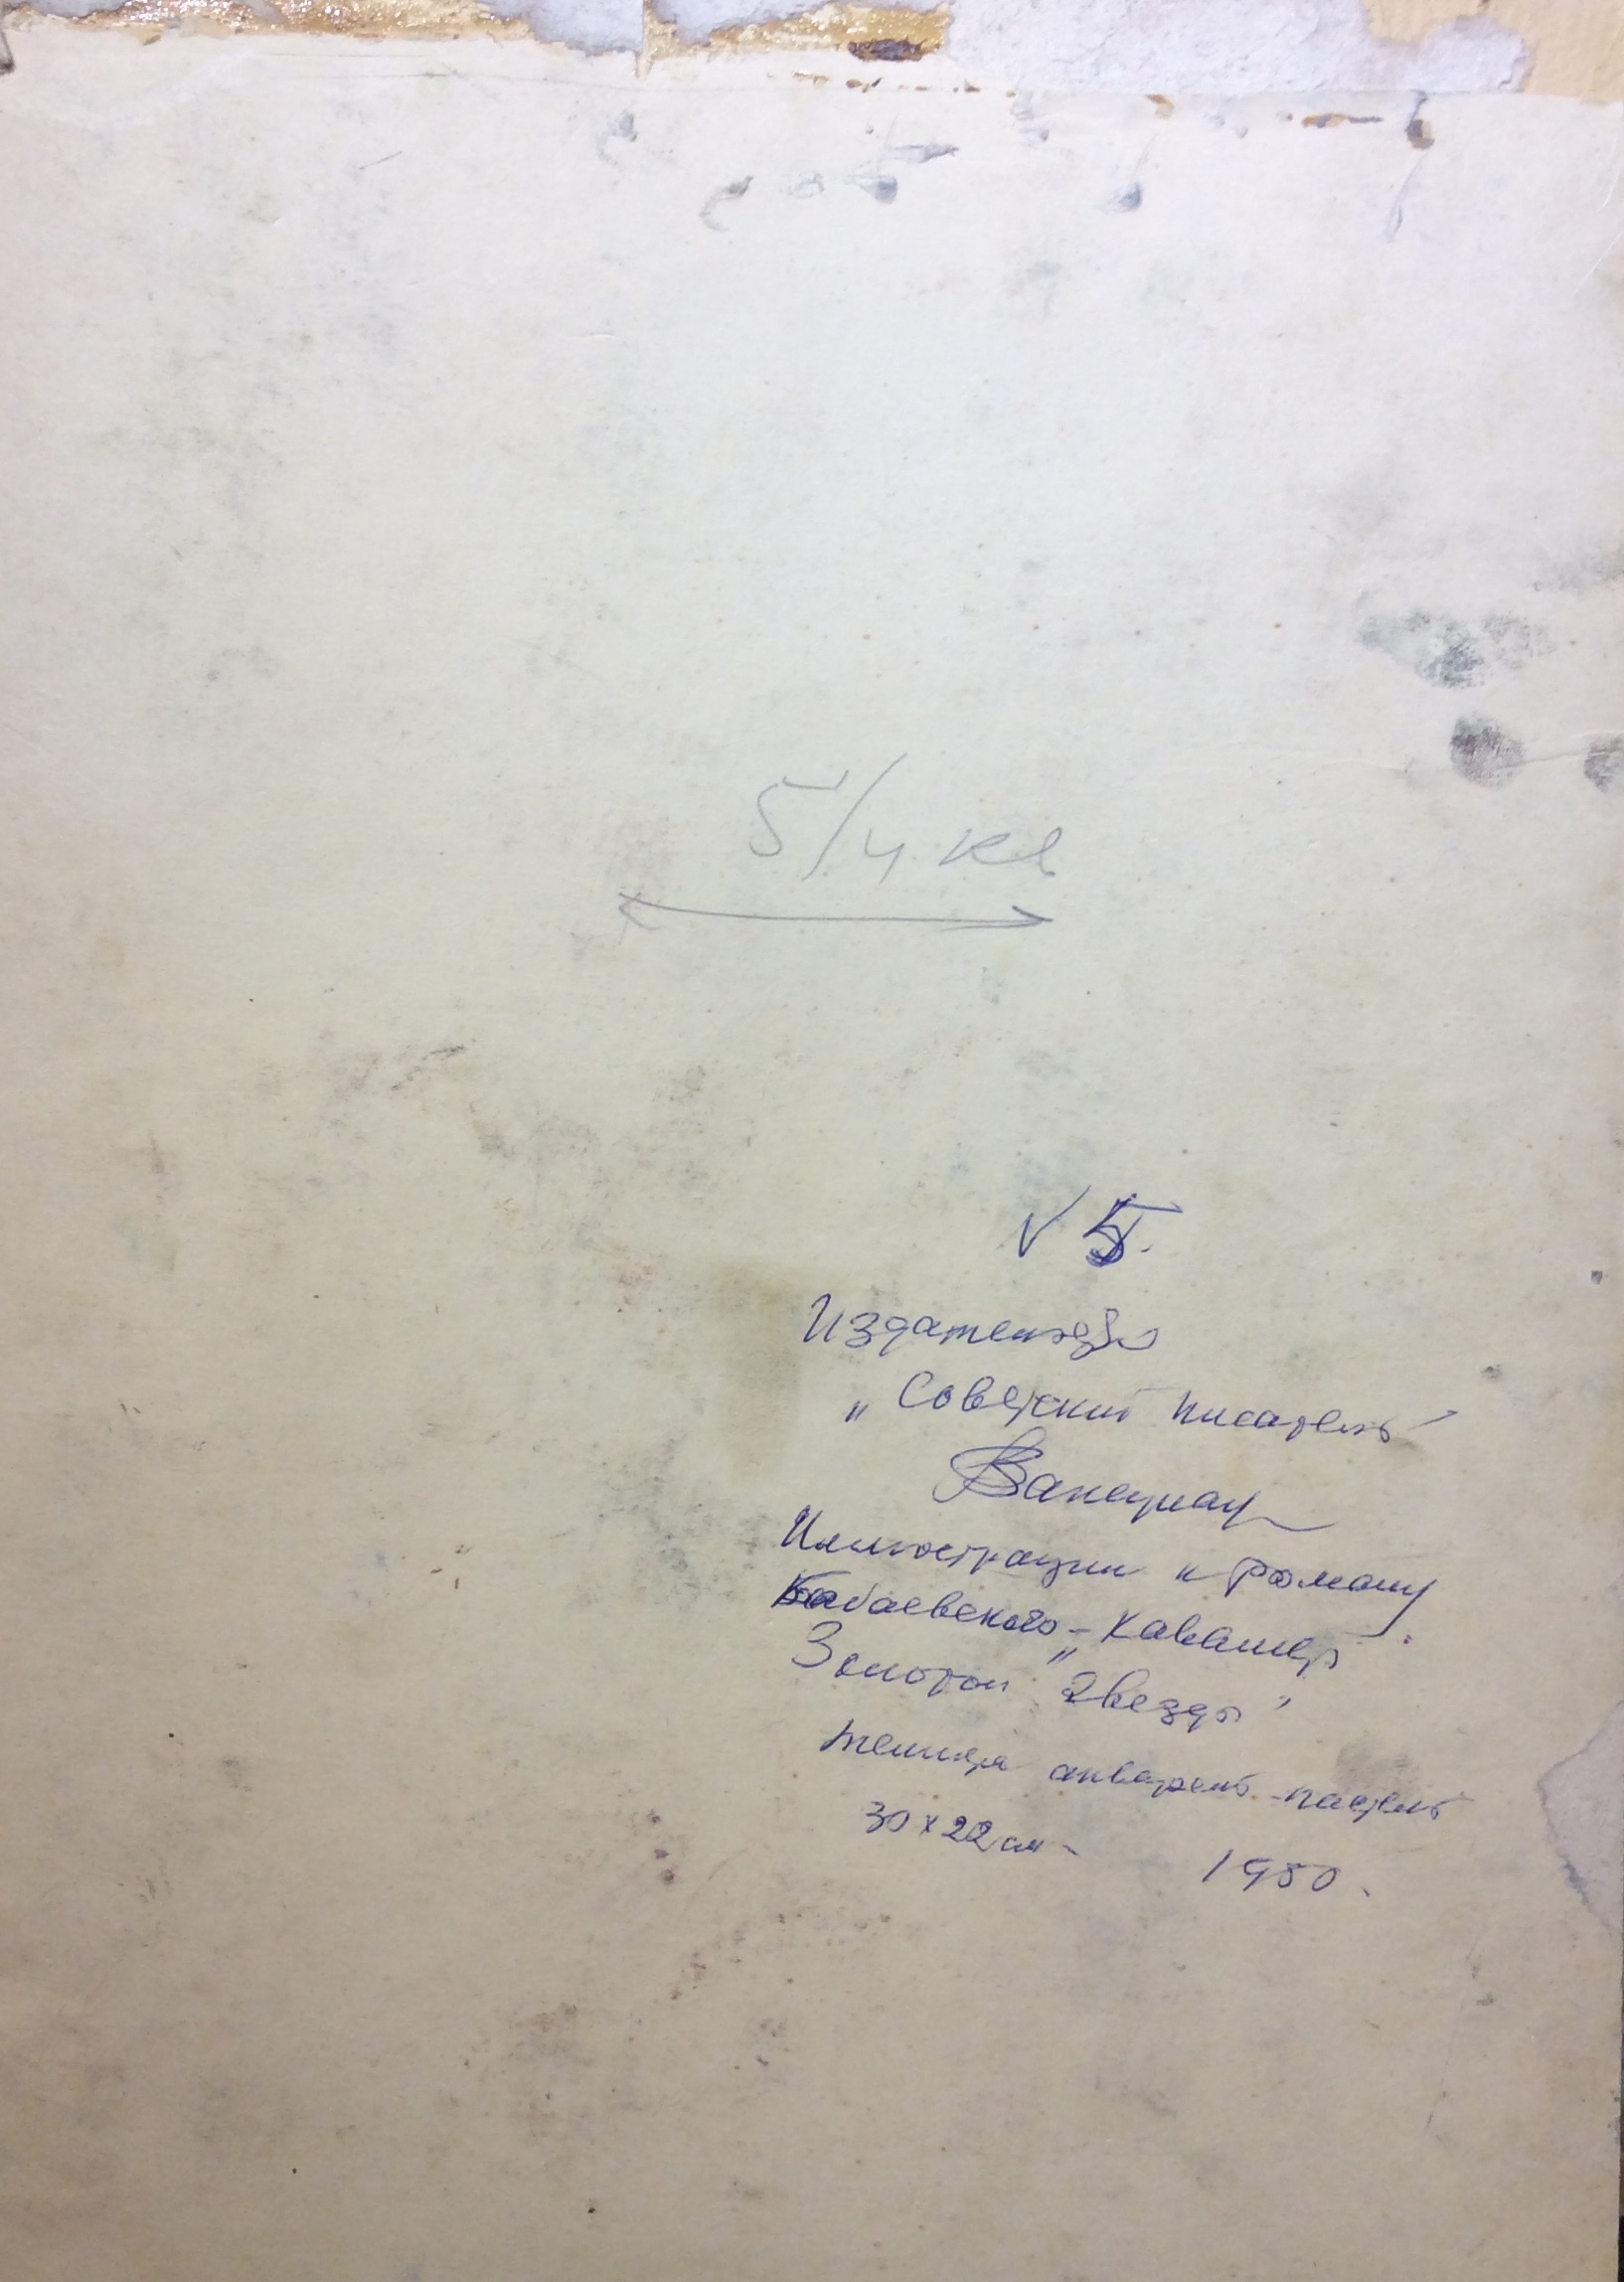 5/4 кв
√ 5.
Издательство
„Советский писатель"
Иллюстрации к роману
Бабаевского - „Кавалер
Золотой Звезды"
темпера акварель - пастель
30 x 22 см -
1950.